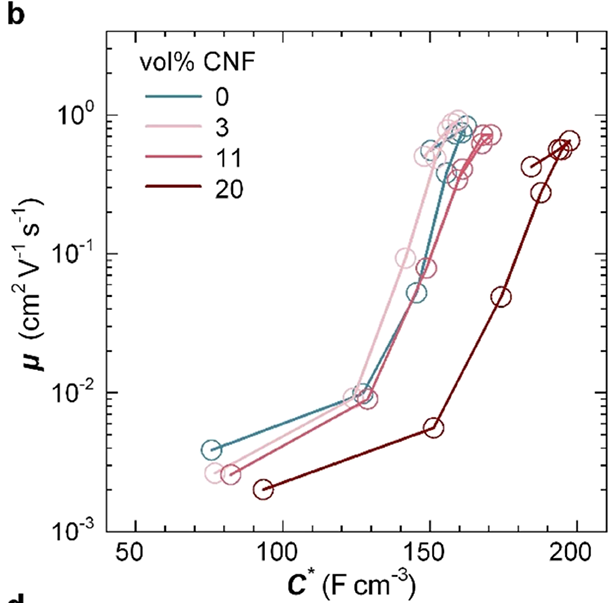 b
vol% CNF
0
3
11
20
10⁰
10⁻¹
10⁻²
10⁻³
μ (cm² V⁻¹ s⁻¹)
50 100 150 200
C* (F cm⁻³)
d